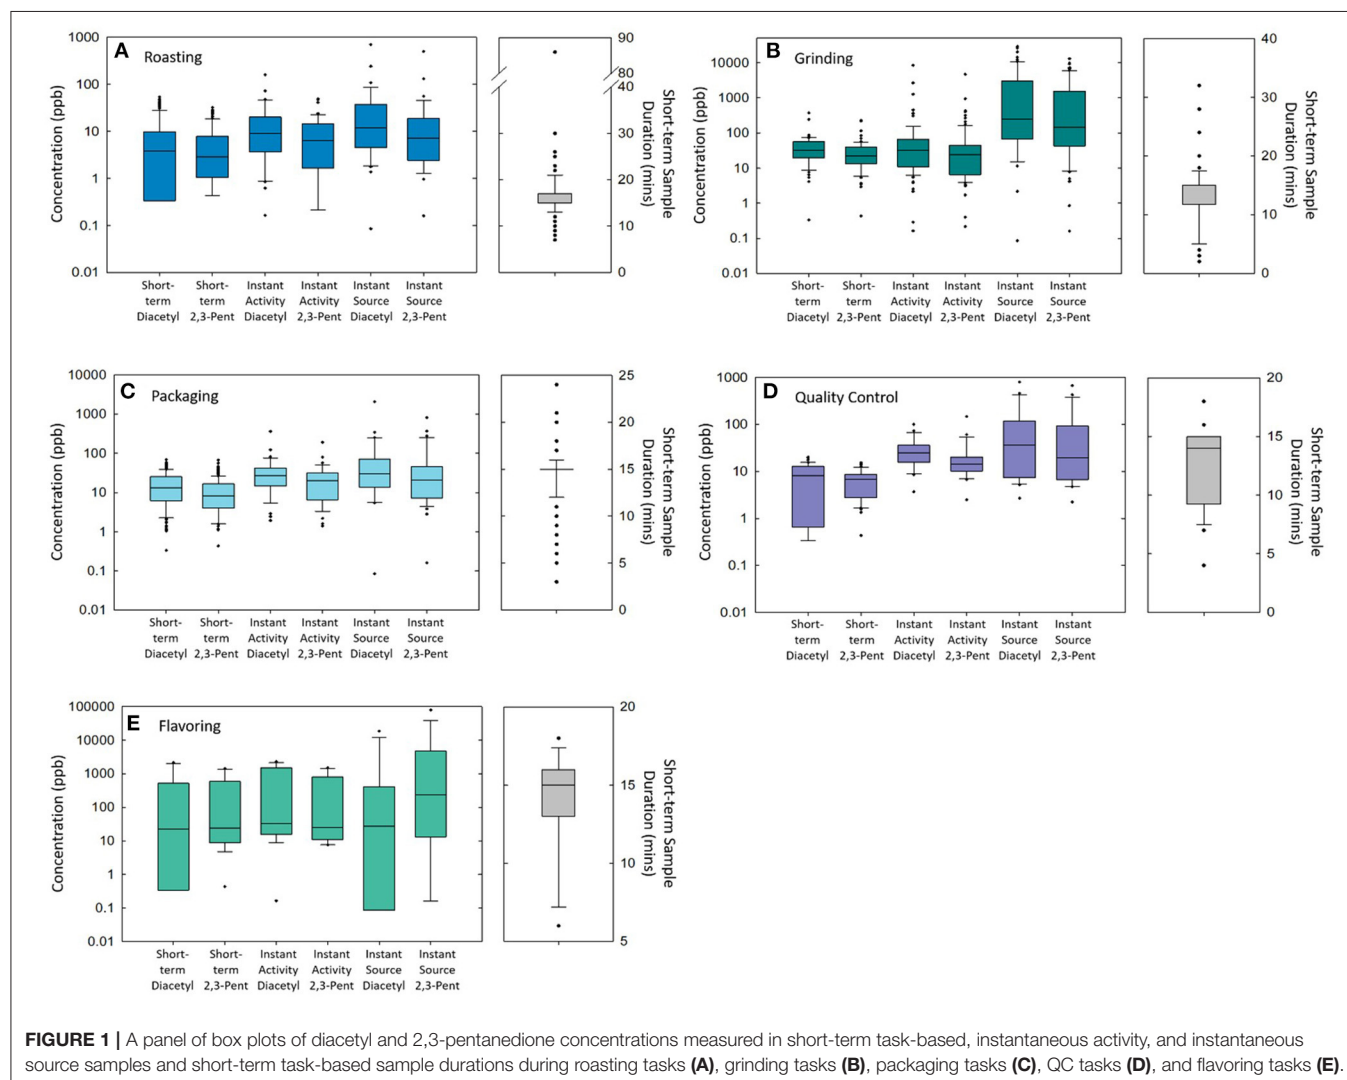 A
Roasting
Concentration (ppb)
1000
100
10
1
0.1
0.01
Short-
term
Diacetyl
Short-
term
2,3-Pent
Instant
Activity
Diacetyl
Instant
Activity
2,3-Pent
Instant
Source
Diacetyl
Instant
Source
2,3-Pent
90
80
40
30
20
10
0
Short-term Sample
Duration (mins)
B
Grinding
Concentration (ppb)
10000
1000
100
10
1
0.1
0.01
Short-
term
Diacetyl
Short-
term
2,3-Pent
Instant
Activity
Diacetyl
Instant
Activity
2,3-Pent
Instant
Source
Diacetyl
Instant
Source
2,3-Pent
40
30
20
10
0
Short-term Sample
Duration (mins)
C
Packaging
Concentration (ppb)
10000
1000
100
10
1
0.1
0.01
Short-
term
Diacetyl
Short-
term
2,3-Pent
Instant
Activity
Diacetyl
Instant
Activity
2,3-Pent
Instant
Source
Diacetyl
Instant
Source
2,3-Pent
25
20
15
10
5
0
Short-term Sample
Duration (mins)
D
Quality Control
Concentration (ppb)
1000
100
10
1
0.1
0.01
Short-
term
Diacetyl
Short-
term
2,3-Pent
Instant
Activity
Diacetyl
Instant
Activity
2,3-Pent
Instant
Source
Diacetyl
Instant
Source
2,3-Pent
20
15
10
5
0
Short-term Sample
Duration (mins)
E
Flavoring
Concentration (ppb)
100000
10000
1000
100
10
1
0.1
0.01
Short-
term
Diacetyl
Short-
term
2,3-Pent
Instant
Activity
Diacetyl
Instant
Activity
2,3-Pent
Instant
Source
Diacetyl
Instant
Source
2,3-Pent
20
15
10
5
Short-term Sample
Duration (mins)
FIGURE 1 | A panel of box plots of diacetyl and 2,3-pentanedione concentrations measured in short-term task-based, instantaneous activity, and instantaneous
source samples and short-term task-based sample durations during roasting tasks (A), grinding tasks (B), packaging tasks (C), QC tasks (D), and flavoring tasks (E).